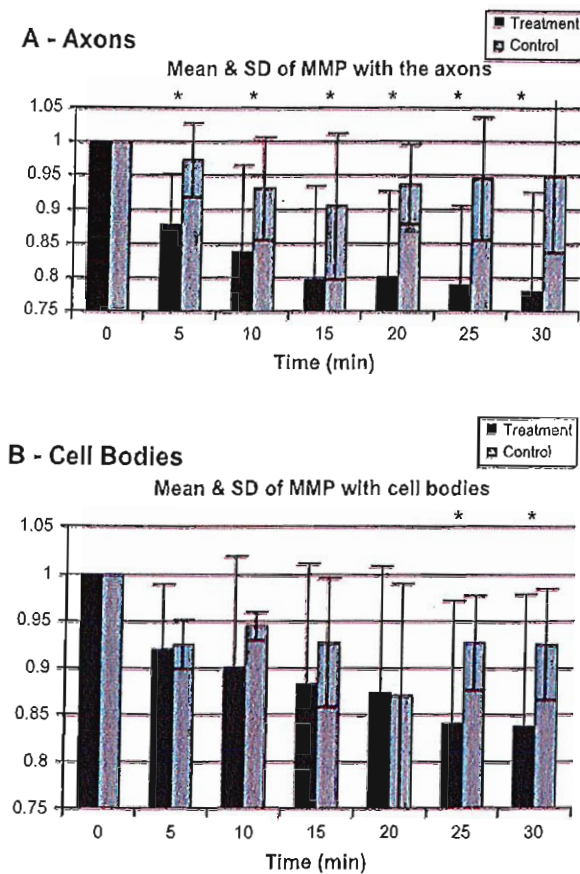 Treatment
Control
A - Axons
Mean & SD of MMP with the axons
* * * * * *
1.05
1
0.95
0.9
0.85
0.8
0.75
0 5 10 15 20 25 30
Time (min)
Treatment
Control
B - Cell Bodies
Mean & SD of MMP with cell bodies
* *
1.05
1
0.95
0.9
0.85
0.8
0.75
0 5 10 15 20 25 30
Time (min)